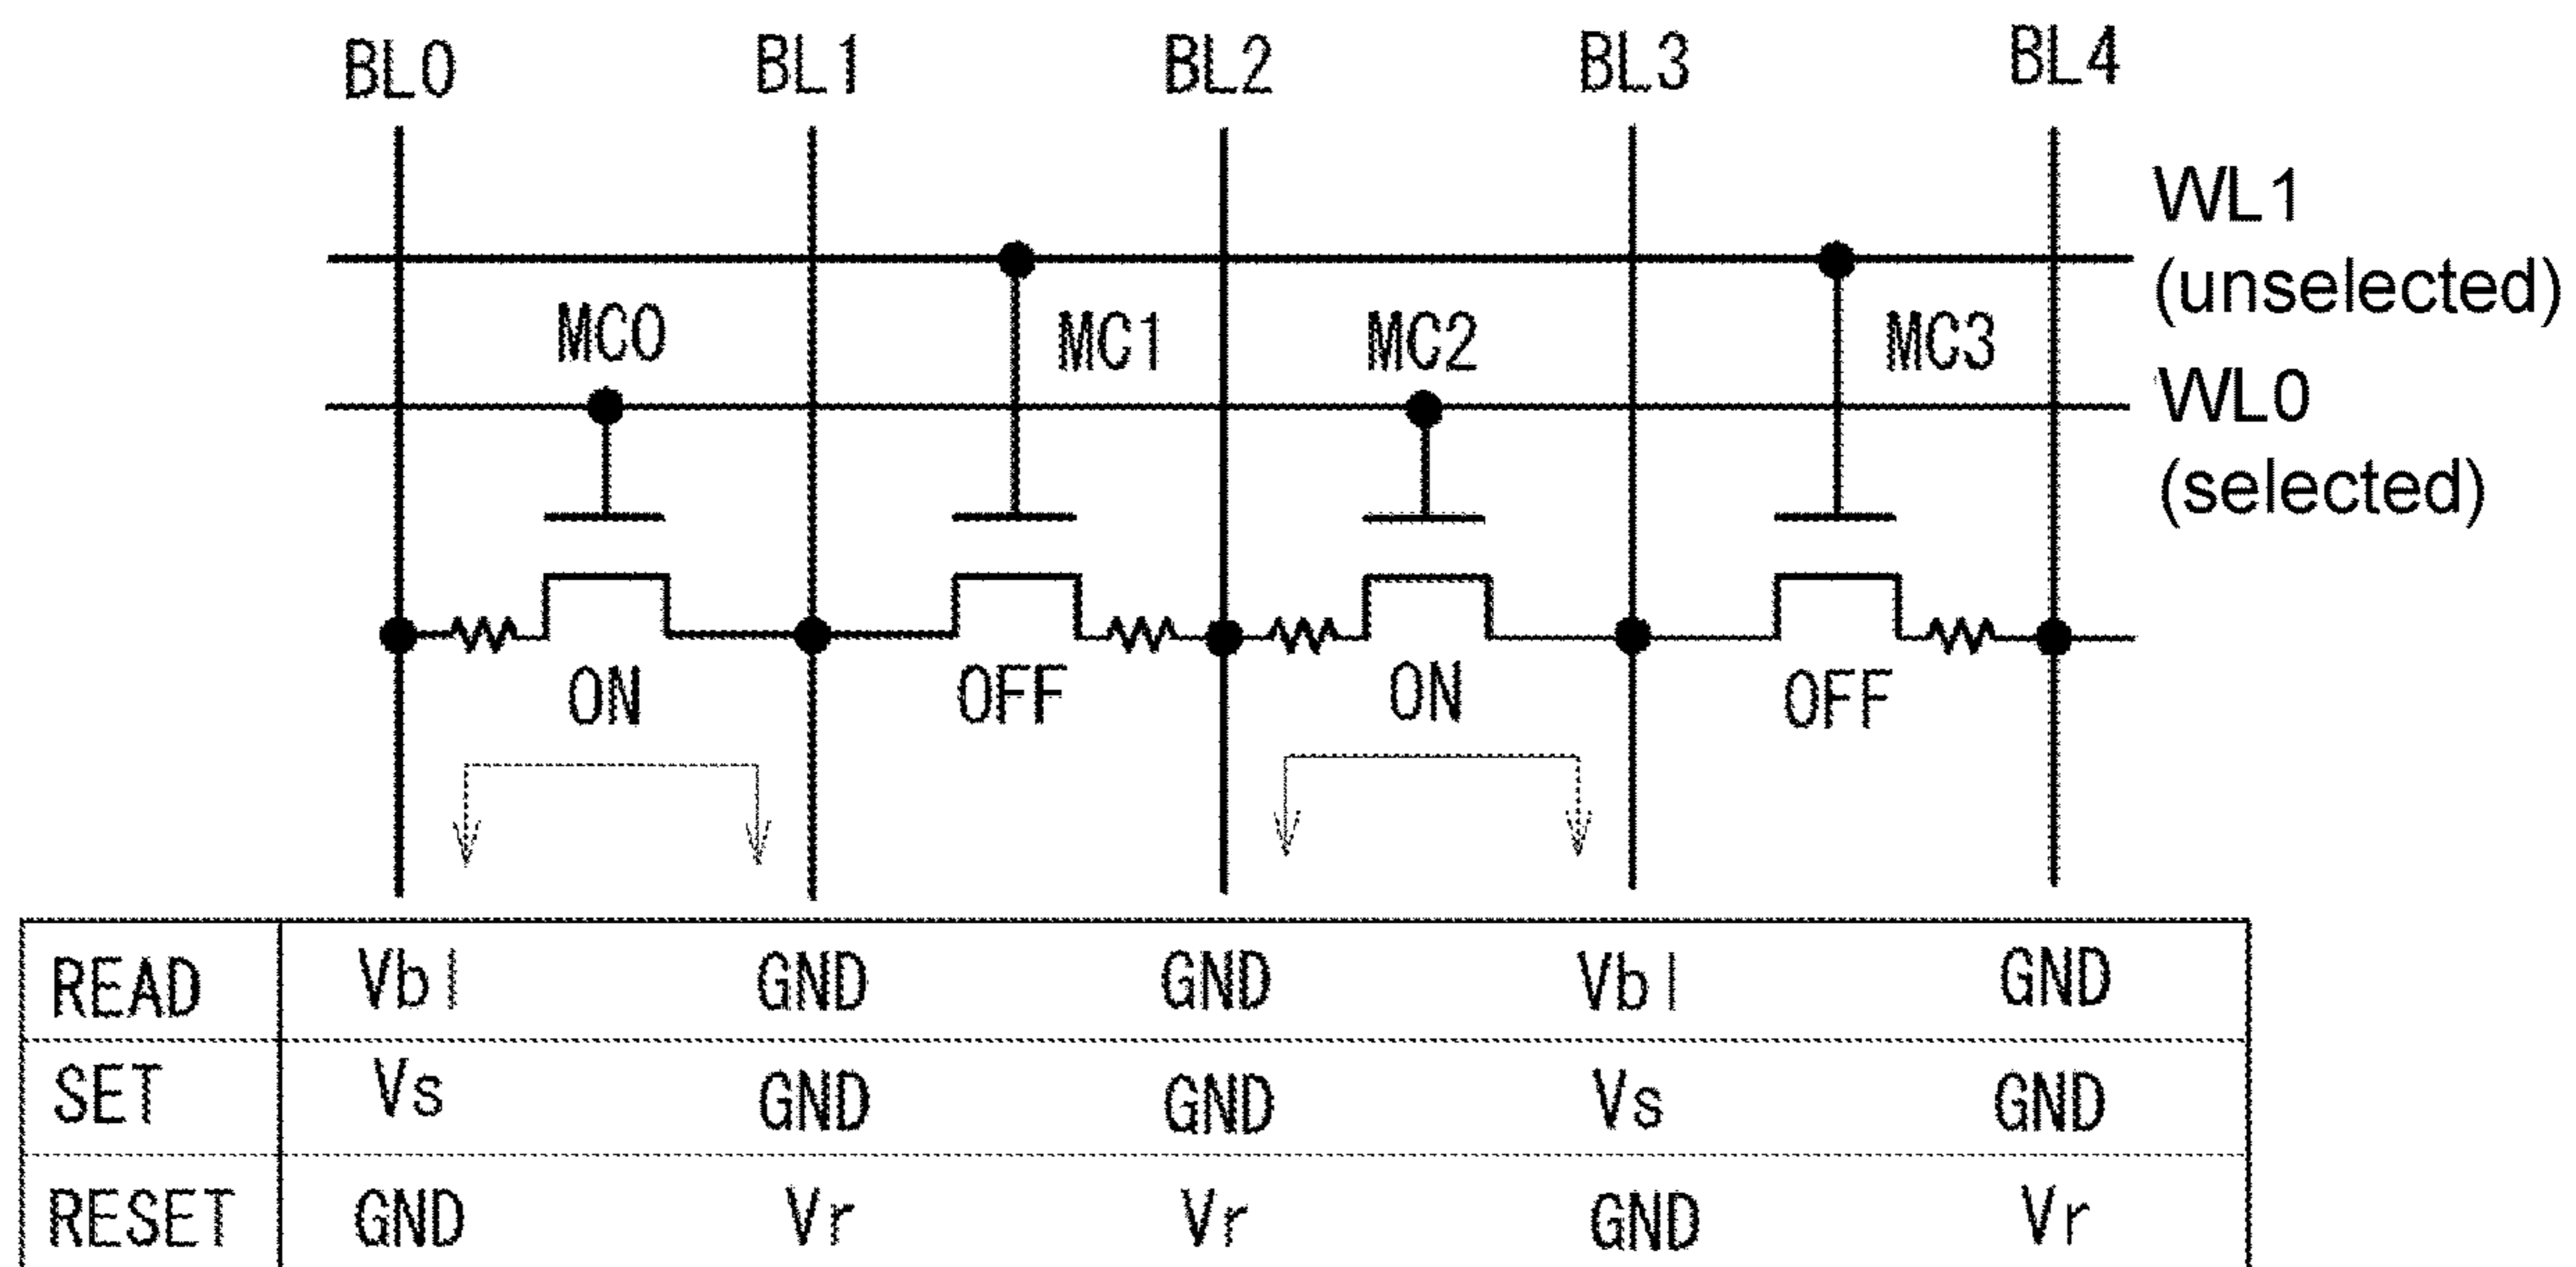 BL0 BL1 BL2 BL3 BL4
WL1
(unselected)
MC0 MC1 MC2 MC3
WL0
(selected)
ON OFF ON OFF
READ Vbl GND GND Vbl GND
SET Vs GND GND Vs GND
RESET GND Vr Vr GND Vr